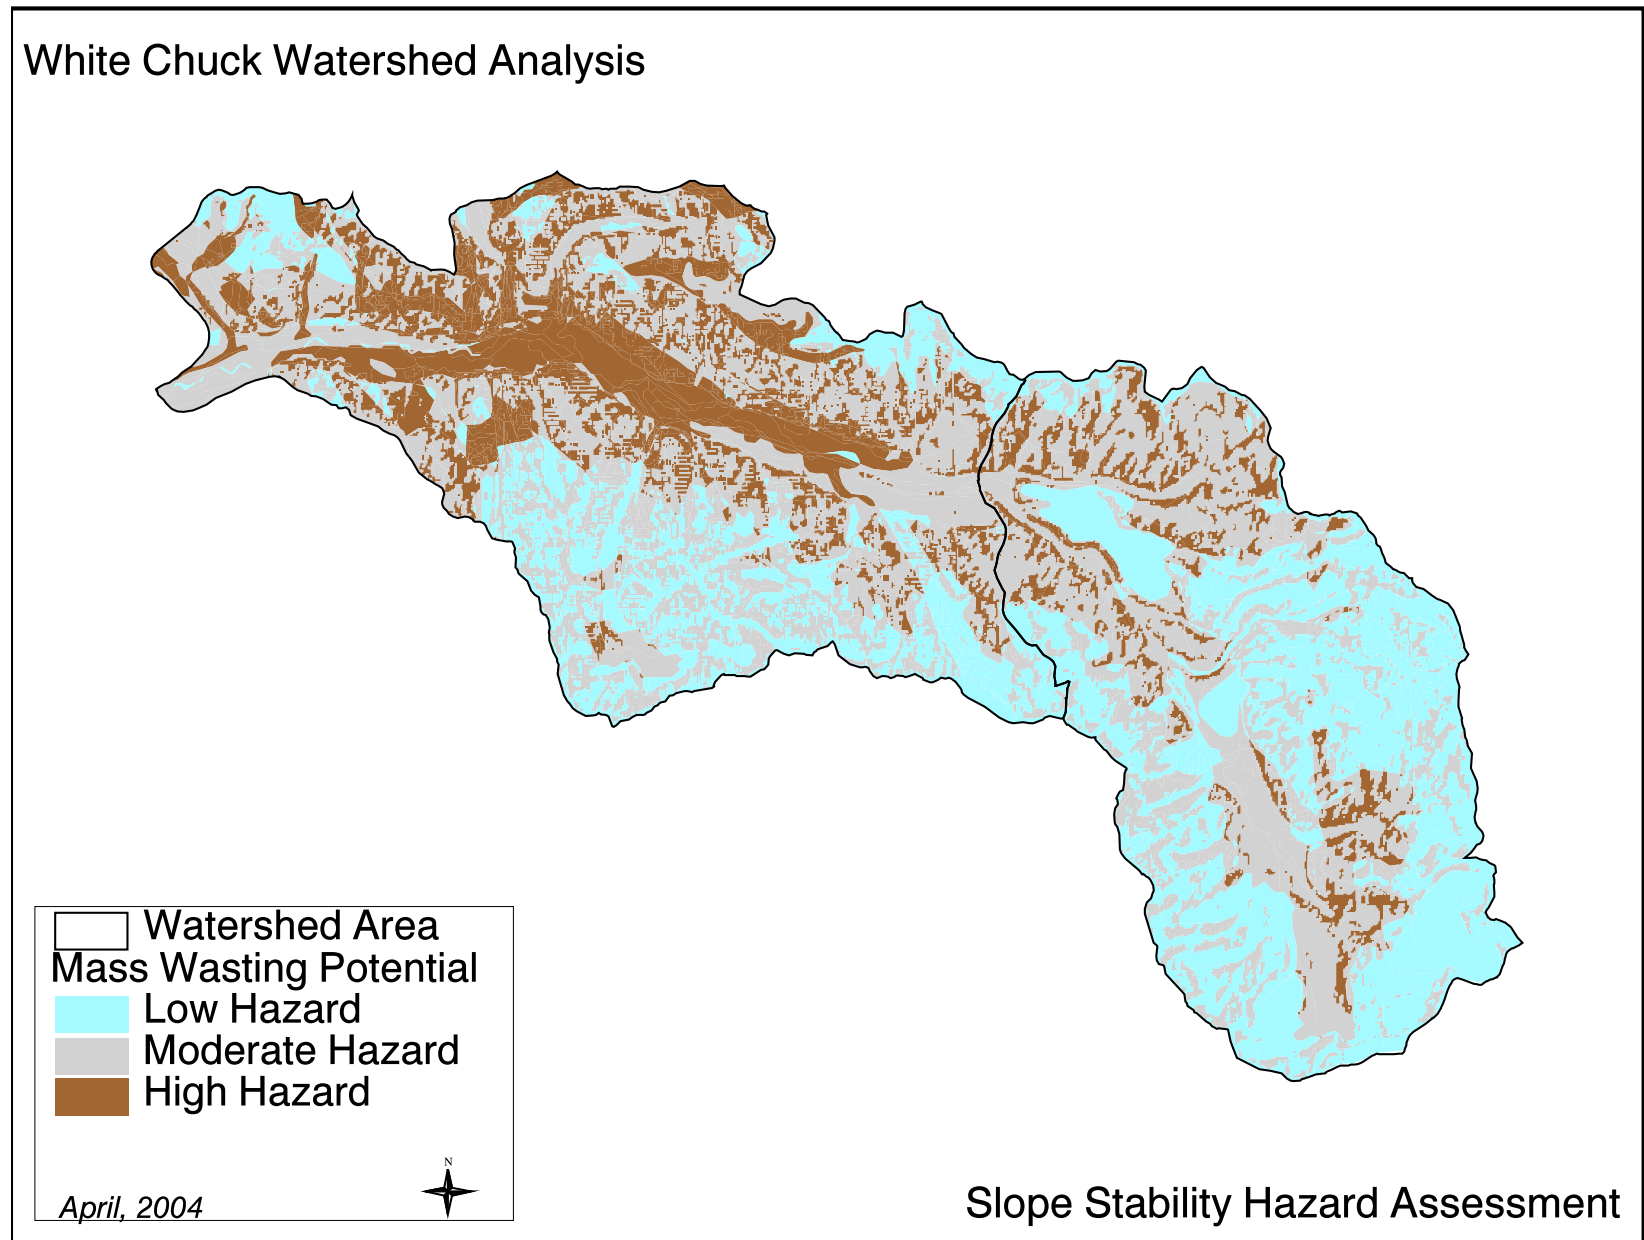 White Chuck Watershed Analysis
Watershed Area
Mass Wasting Potential
Low Hazard
Moderate Hazard
High Hazard
N
April, 2004
Slope Stability Hazard Assessment